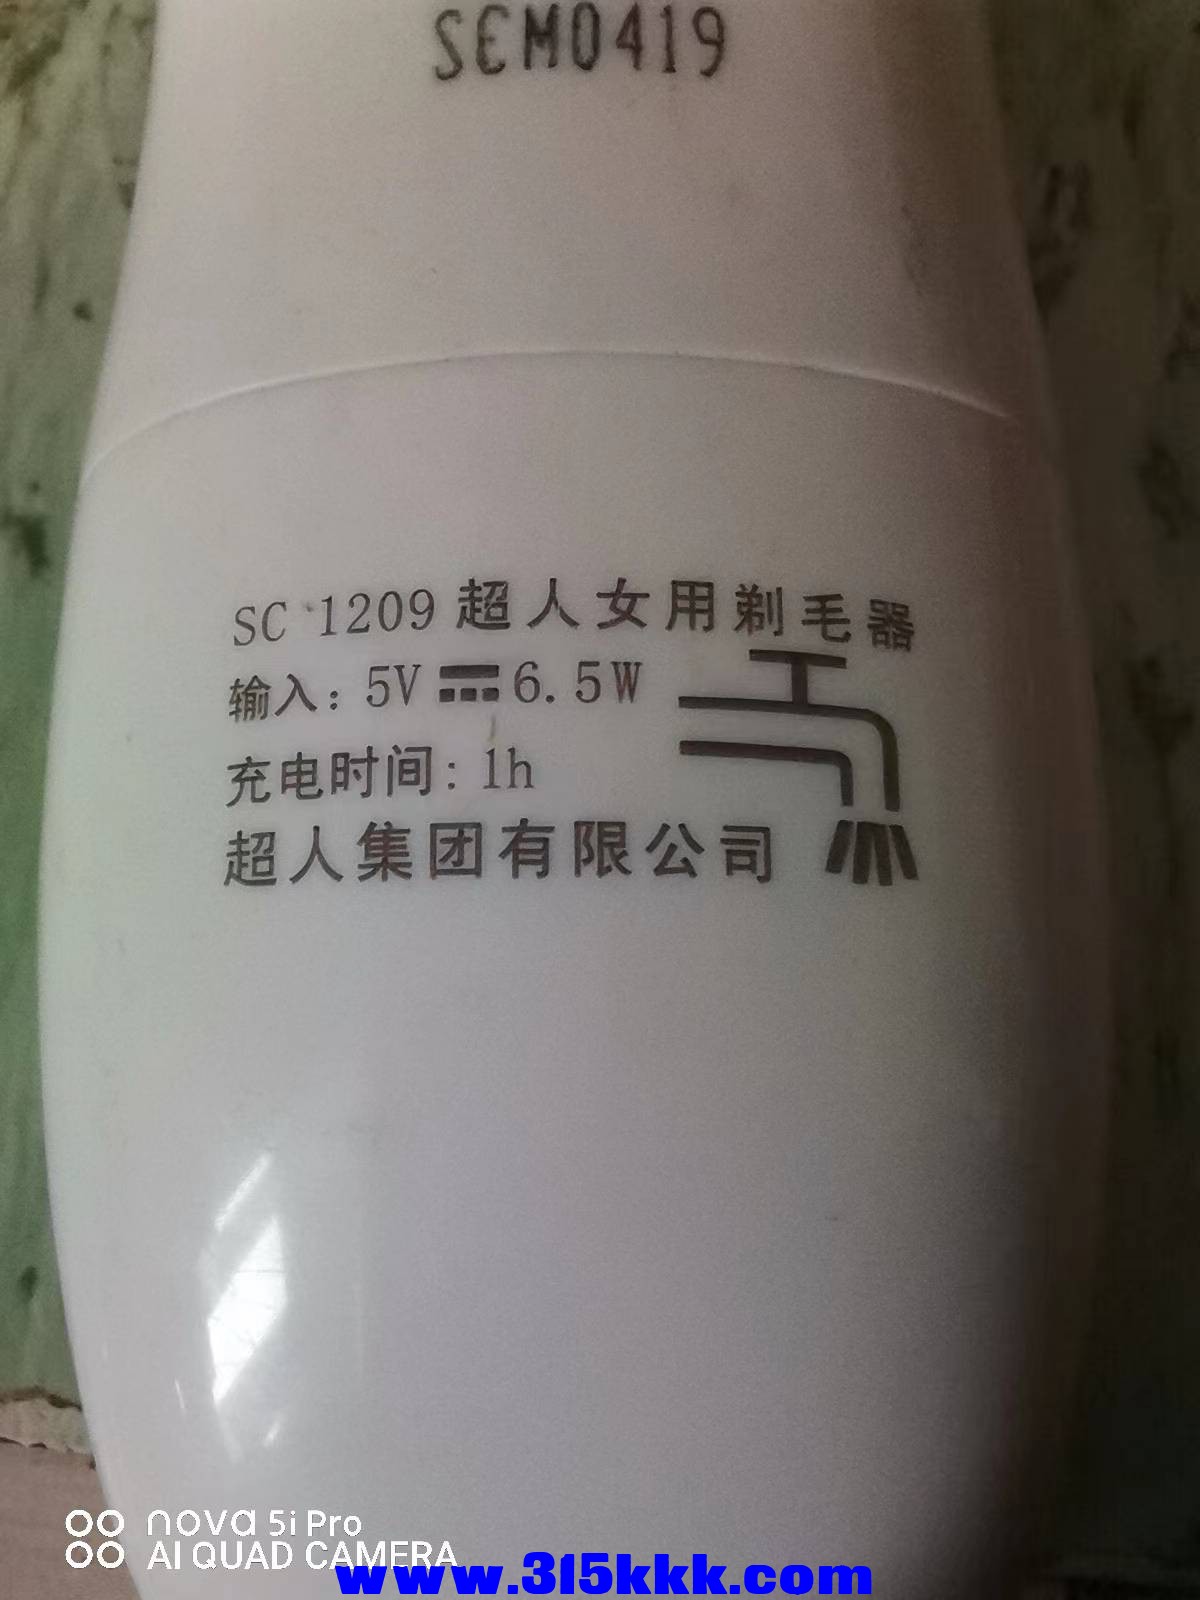 SCM0419
SC 1209 超人女用剃毛器
输入：5V⎓6.5W
充电时间：1h
超人集团有限公司
nova 5i Pro
AI QUAD CAMERA
www.315kkk.com